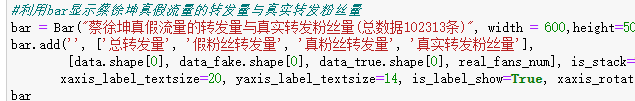 #利用bar显示蔡徐坤真假流量的转发量与真实转发粉丝量
bar = Bar("蔡徐坤真假流量的转发量与真实转发粉丝量(总数据102313条)", width = 600,height=50
bar.add('', ['总转发量', '假粉丝转发量', '真粉丝转发量', '真实转发粉丝量'],
[data.shape[0], data_fake.shape[0], data_true.shape[0], real_fans_num], is_stack=
xaxis_label_textsize=20, yaxis_label_textsize=14, is_label_show=True, xaxis_rotat
bar